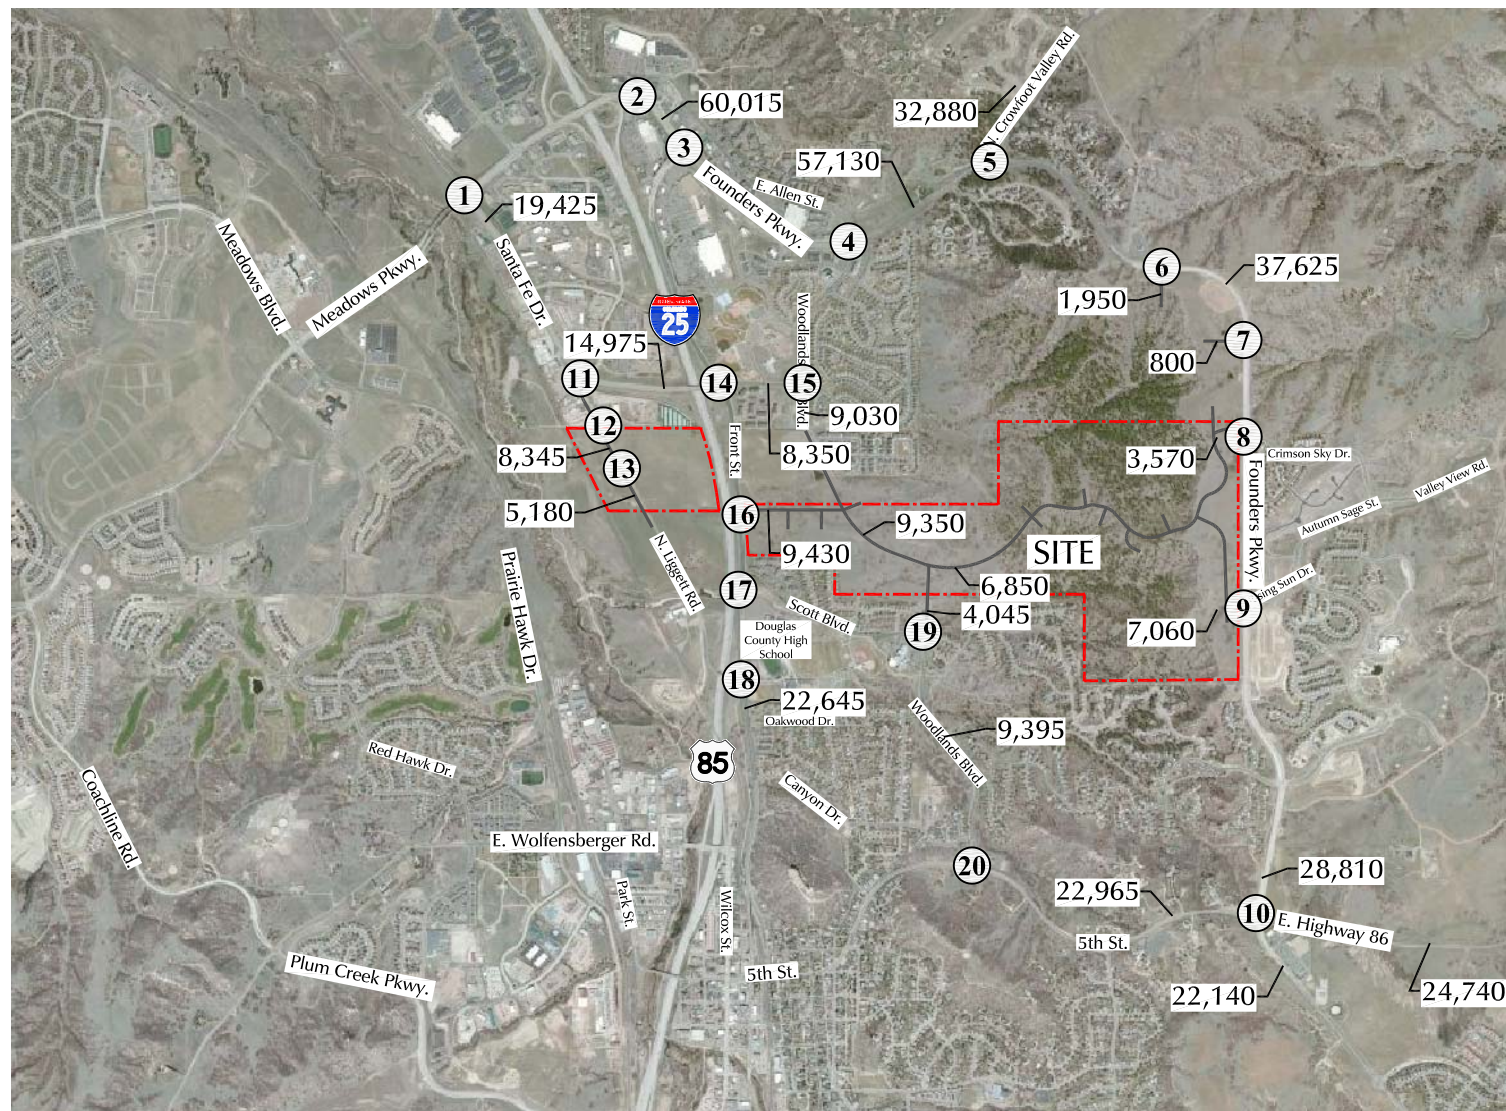 N. Crowfoot Valley Rd.
2
60,015
32,880
3
57,130
5
1
E. Allen St.
Founders Pkwy.
19,425
4
Meadows Blvd.
Meadows Pkwy.
Santa Fe Dr.
6
37,625
1,950
25
Woodlands Blvd.
14,975
7
800
11
14
15
9,030
12
8,345
Front St.
8,350
8
3,570
Crimson Sky Dr.
13
Founders Pkwy.
Valley View Rd.
5,180
16
9,350
Autumn Sage St.
9,430
SITE
N. Liggett Rd.
Prairie Hawk Dr.
6,850
17
sing Sun Dr.
Scott Blvd.
4,045
9
19
7,060
Douglas
County High
School
18
22,645
Oakwood Dr.
Woodlands Blvd.
9,395
85
Red Hawk Dr.
Coachline Rd.
Canyon Dr.
E. Wolfensberger Rd.
20
28,810
Park St.
Wilcox St.
22,965
10
E. Highway 86
5th St.
Plum Creek Pkwy.
5th St.
22,140
24,740